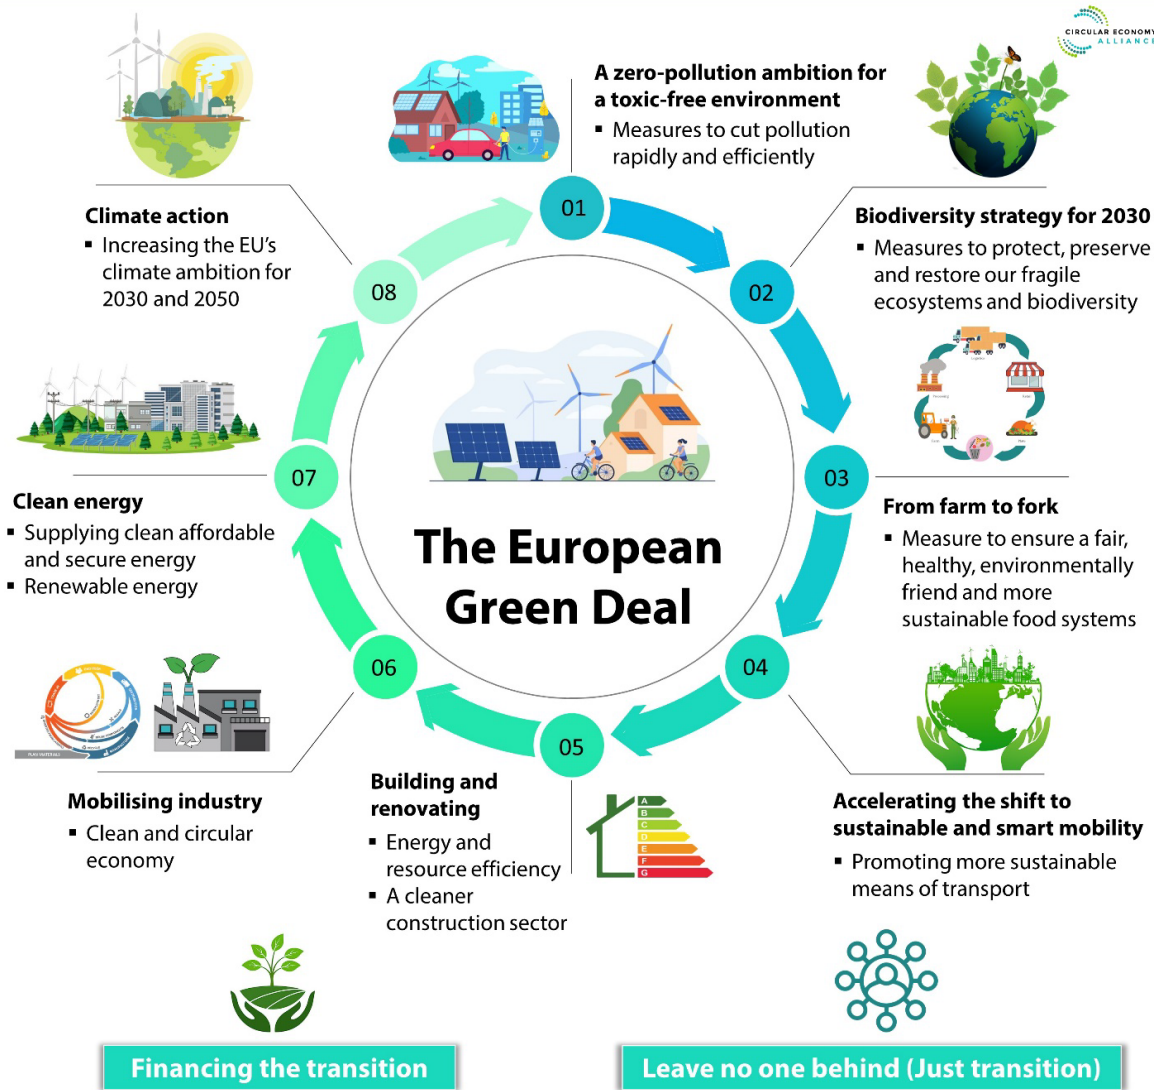 CIRCULAR ECONOMY
ALLIANCE
A zero-pollution ambition for
a toxic-free environment
▪ Measures to cut pollution
rapidly and efficiently
01
Biodiversity strategy for 2030
▪ Measures to protect, preserve
and restore our fragile
ecosystems and biodiversity
02
From farm to fork
▪ Measure to ensure a fair,
healthy, environmentally
friend and more
sustainable food systems
03
Accelerating the shift to
sustainable and smart mobility
▪ Promoting more sustainable
means of transport
04
Building and
renovating
▪ Energy and
resource efficiency
▪ A cleaner
construction sector
05
A
B
C
D
E
F
G
Mobilising industry
▪ Clean and circular
economy
06
Clean energy
▪ Supplying clean affordable
and secure energy
▪ Renewable energy
07
Climate action
▪ Increasing the EU’s
climate ambition for
2030 and 2050
08
The European
Green Deal
Financing the transition
Leave no one behind (Just transition)